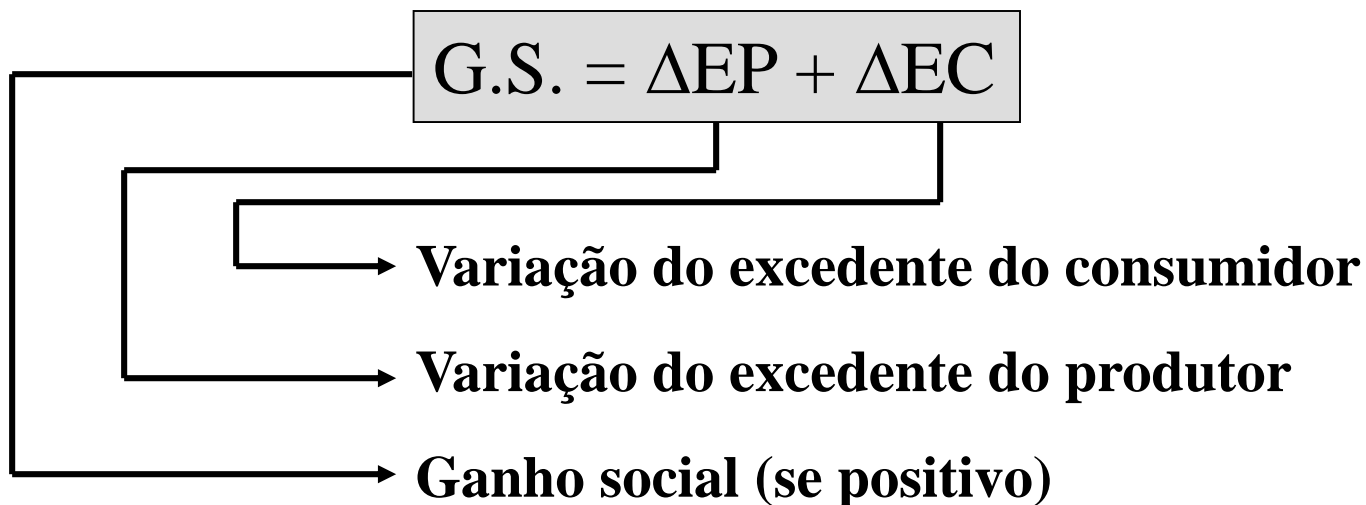 G.S. = ΔEP + ΔEC
Variação do excedente do consumidor
Variação do excedente do produtor
Ganho social (se positivo)